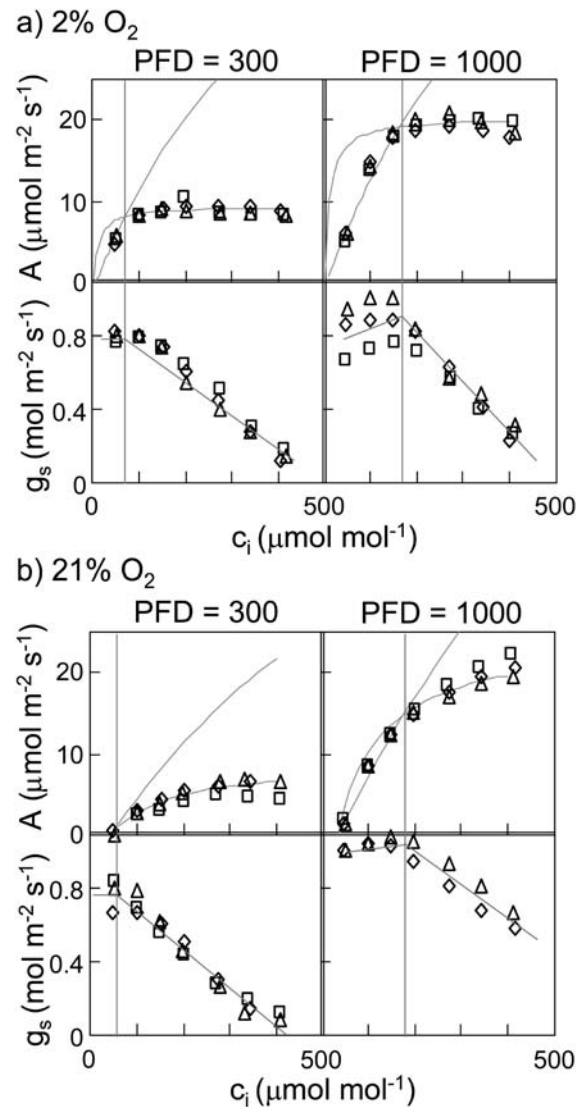 a) 2% O₂
PFD = 300 PFD = 1000
A (μmol m⁻² s⁻¹)
20
10
0
gₛ (mol m⁻² s⁻¹)
0.8
0.4
0
0 500 500
cᵢ (μmol mol⁻¹)
b) 21% O₂
PFD = 300 PFD = 1000
A (μmol m⁻² s⁻¹)
20
10
0
gₛ (mol m⁻² s⁻¹)
0.8
0.4
0
0 500 500
cᵢ (μmol mol⁻¹)